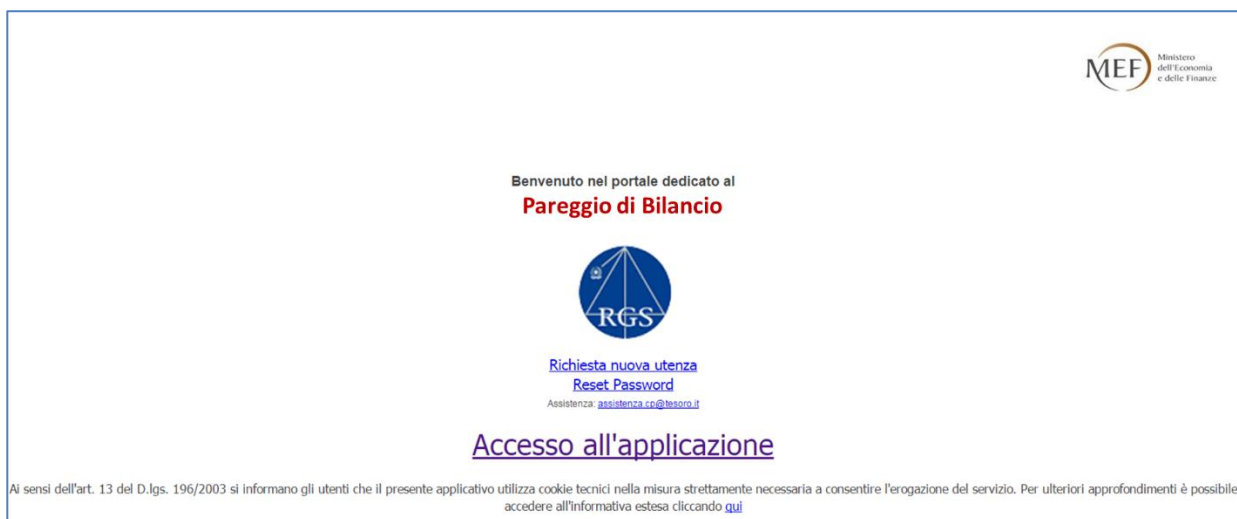 MEF
Ministero
dell'Economia
e delle Finanze
Benvenuto nel portale dedicato al
Pareggio di Bilancio
RGS
Richiesta nuova utenza
Reset Password
Assistenza: assistenza.cp@tesoro.it
Accesso all'applicazione
Ai sensi dell'art. 13 del D.lgs. 196/2003 si informano gli utenti che il presente applicativo utilizza cookie tecnici nella misura strettamente necessaria a consentire l'erogazione del servizio. Per ulteriori approfondimenti è possibile
accedere all'informativa estesa cliccando qui